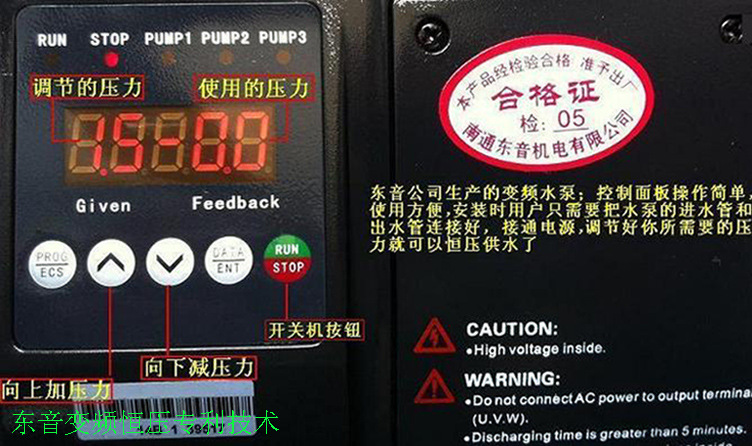 RUN STOP PUMP1 PUMP2 PUMP3
调节的压力 使用的压力
1.5-0.0
Given Feedback
PROG
ECS
DATA
ENT
RUN
STOP
开关机按钮
向下减压力
向上加压力
东音变频恒压专利技术
本产品经检验合格 准予出厂
合格证
检: 05
南通东音机电有限公司
东音公司生产的变频水泵；控制面板操作简单,
使用方便,安装时用户只需要把水泵的进水管和
出水管连接好, 接通电源,调节好你所需要的压
力就可以恒压供水了
CAUTION:
•High voltage inside.
WARNING:
•Do not connect AC power to output termina
(U.V.W).
•Discharging time is greater than 5 minutes.